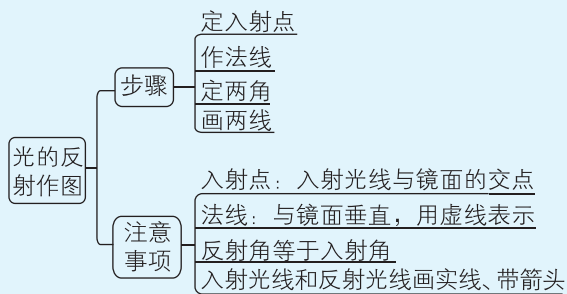 光的反
射作图
步骤
定入射点
作法线
定两角
画两线
注意
事项
入射点：入射光线与镜面的交点
法线：与镜面垂直，用虚线表示
反射角等于入射角
入射光线和反射光线画实线、带箭头